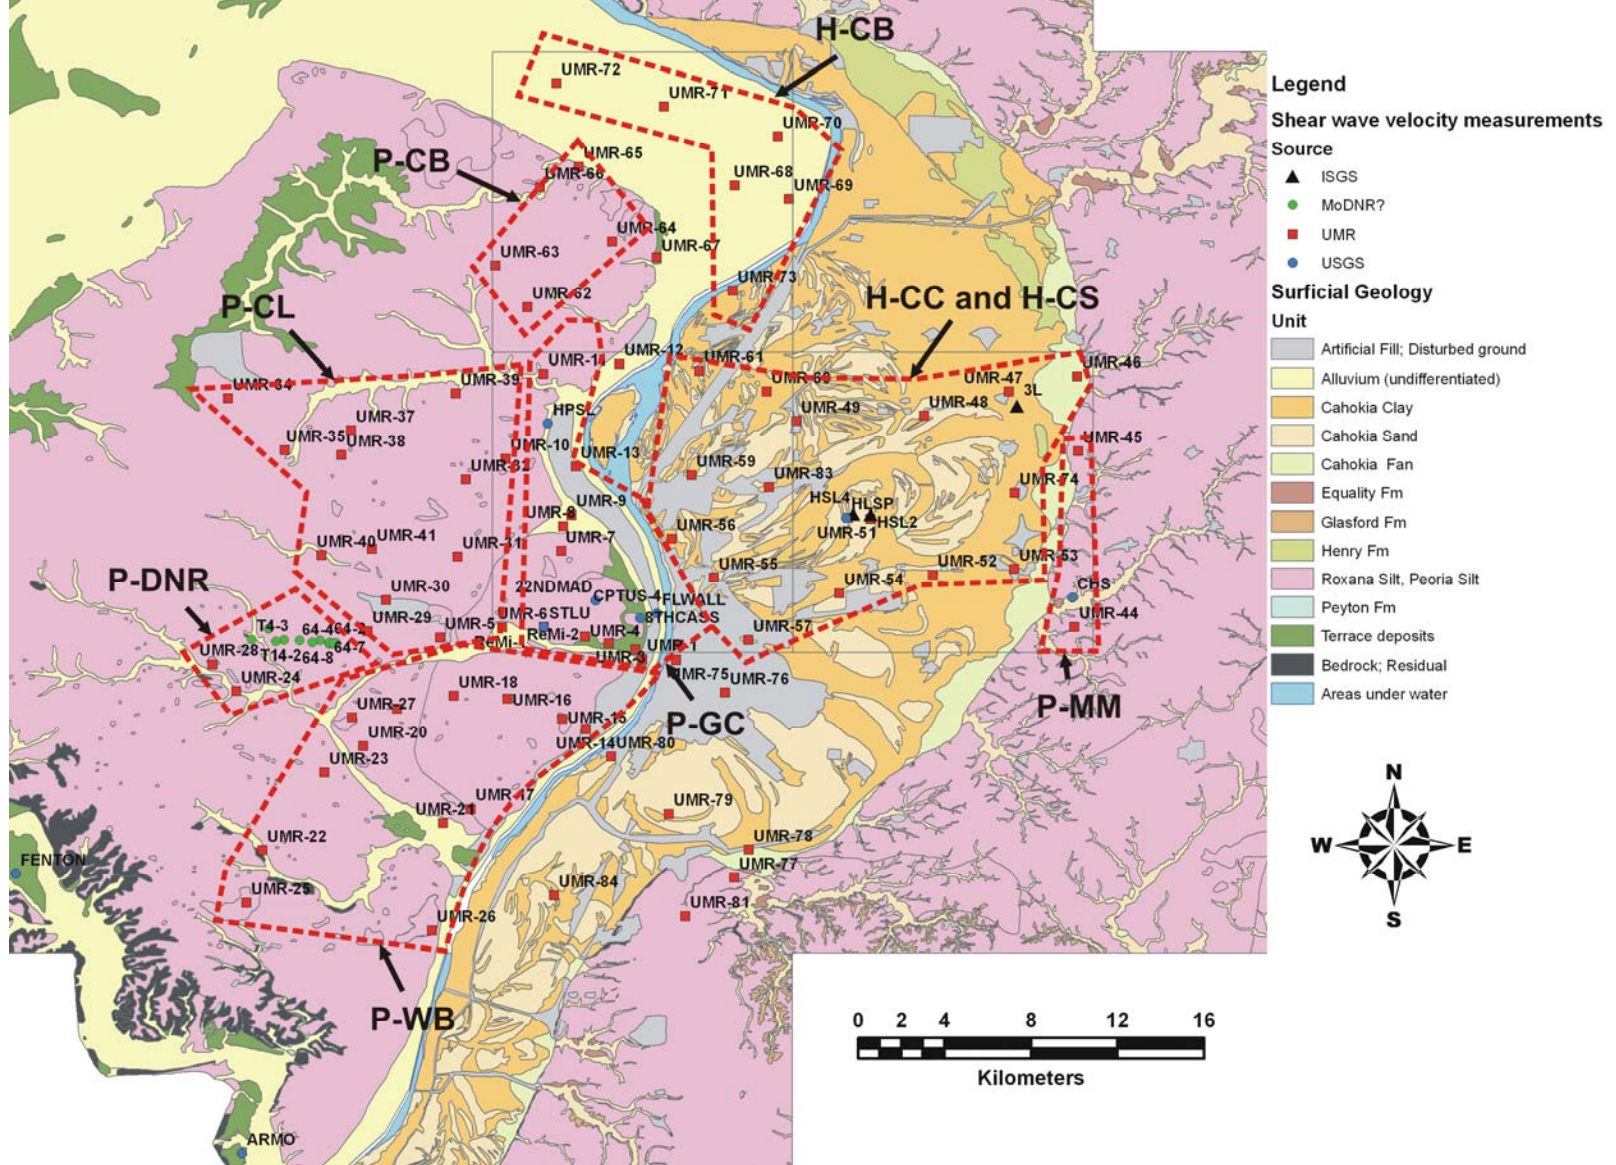 H-CB
UMR-72
UMR-71
UMR-70
P-CB
UMR-65
UMR-66
UMR-68
UMR-69
UMR-64
UMR-67
UMR-63
UMR-73
UMR-62
P-CL
H-CC and H-CS
UMR-12
UMR-61
UMR-11
UMR-46
UMR-34
UMR-39
UMR-60
UMR-47
3L
UMR-37
HPSL
UMR-49
UMR-48
UMR-35
UMR-38
UMR-10
UMR-13
UMR-45
UMR-32
UMR-59
UMR-83
UMR-74
UMR-9
HSL4
HLSP
UMR-8
UMR-56
HSL2
UMR-51
UMR-40
UMR-41
UMR-31
UMR-7
UMR-55
UMR-52
UMR-53
P-DNR
UMR-30
22NDMAD
CPTUS-4
FLWALL
UMR-54
CHS
UMR-29
UMR-6
STLU
8THCASS
UMR-44
T4-3
UMR-5
ReMi-2
UMR-4
UMR-57
UMR-28
T14-2
64-8
64-7
UMR-3
UMR-1
UMR-24
UMR-75
UMR-76
UMR-18
UMR-16
P-GC
P-MM
UMR-27
UMR-15
UMR-20
UMR-14
UMR-80
UMR-23
UMR-17
UMR-21
UMR-79
UMR-22
UMR-78
FENTON
UMR-77
UMR-25
UMR-84
UMR-81
UMR-26
P-WB
ARMO
Legend
Shear wave velocity measurements
Source
ISGS
MoDNR?
UMR
USGS
Surficial Geology
Unit
Artificial Fill; Disturbed ground
Alluvium (undifferentiated)
Cahokia Clay
Cahokia Sand
Cahokia Fan
Equality Fm
Glasford Fm
Henry Fm
Roxana Silt, Peoria Silt
Peyton Fm
Terrace deposits
Bedrock; Residual
Areas under water
N
W
E
S
0 2 4 8 12 16
Kilometers